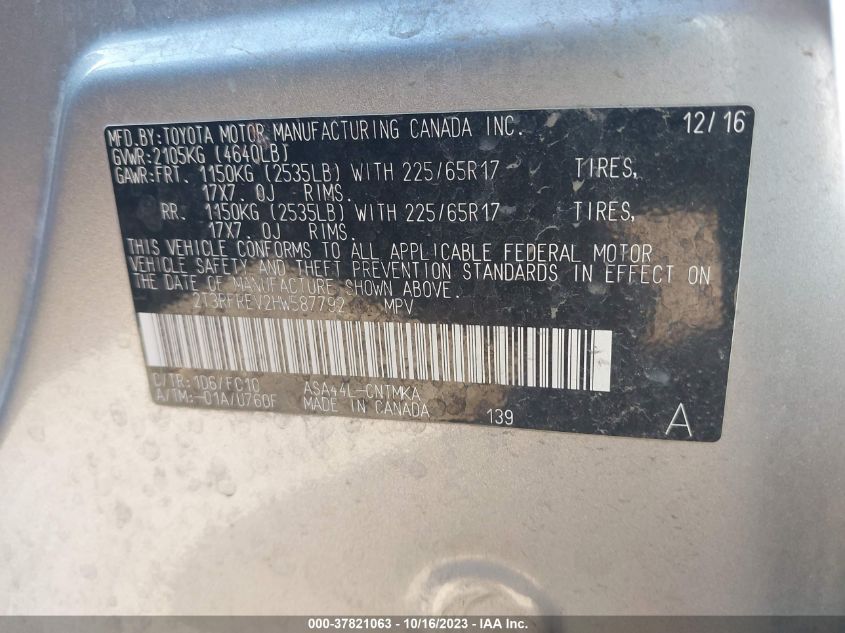 MFD.BY:TOYOTA MOTOR MANUFACTURING CANADA INC. 12/16
GVWR:2105KG (4640LB)
GAWR:FRT. 1150KG (2535LB) WITH 225/65R17 TIRES,
17X7.0J RIMS.
RR. 1150KG (2535LB) WITH 225/65R17 TIRES,
17X7.0J RIMS.
THIS VEHICLE CONFORMS TO ALL APPLICABLE FEDERAL MOTOR
VEHICLE SAFETY AND THEFT PREVENTION STANDARDS IN EFFECT ON
THE DATE OF MANUFACTURE SHOWN ABOVE.
2T3RFREV2HW587792 MPV
C/TR:1D6/FC10 ASA44L-CNTMKA
A/TM:-01A/U760F MADE IN CANADA 139 A
000-37821063 - 10/16/2023 - IAA Inc.